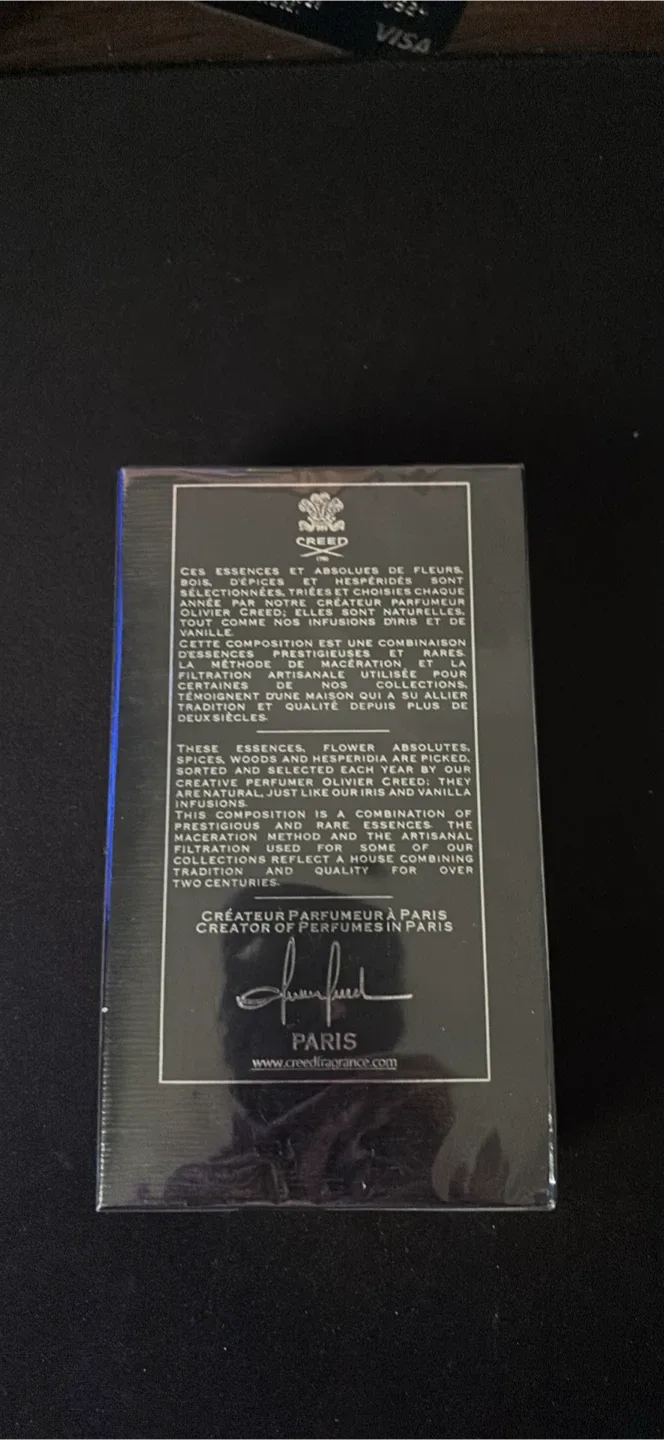 VISA
CREED
1760
CES ESSENCES ET ABSOLUES DE FLEURS,
BOIS, D'ÉPICES ET HESPÉRIDÉS SONT
SÉLECTIONNÉES, TRIÉES ET CHOISIES CHAQUE
ANNÉE PAR NOTRE CRÉATEUR PARFUMEUR
OLIVIER CREED; ELLES SONT NATURELLES,
TOUT COMME NOS INFUSIONS D'IRIS ET DE
VANILLE.
CETTE COMPOSITION EST UNE COMBINAISON
D'ESSENCES PRESTIGIEUSES ET RARES.
LA MÉTHODE DE MACÉRATION ET LA
FILTRATION ARTISANALE UTILISÉE POUR
CERTAINES DE NOS COLLECTIONS,
TÉMOIGNENT D'UNE MAISON QUI A SU ALLIER
TRADITION ET QUALITÉ DEPUIS PLUS DE
DEUX SIÈCLES.
THESE ESSENCES, FLOWER ABSOLUTES,
SPICES, WOODS AND HESPERIDIA ARE PICKED,
SORTED AND SELECTED EACH YEAR BY OUR
CREATIVE PERFUMER OLIVIER CREED; THEY
ARE NATURAL, JUST LIKE OUR IRIS AND VANILLA
INFUSIONS.
THIS COMPOSITION IS A COMBINATION OF
PRESTIGIOUS AND RARE ESSENCES. THE
MACERATION METHOD AND THE ARTISANAL
FILTRATION USED FOR SOME OF OUR
COLLECTIONS REFLECT A HOUSE COMBINING
TRADITION AND QUALITY FOR OVER
TWO CENTURIES.
CRÉATEUR PARFUMEUR À PARIS
CREATOR OF PERFUMES IN PARIS
PARIS
www.creedfragrance.com